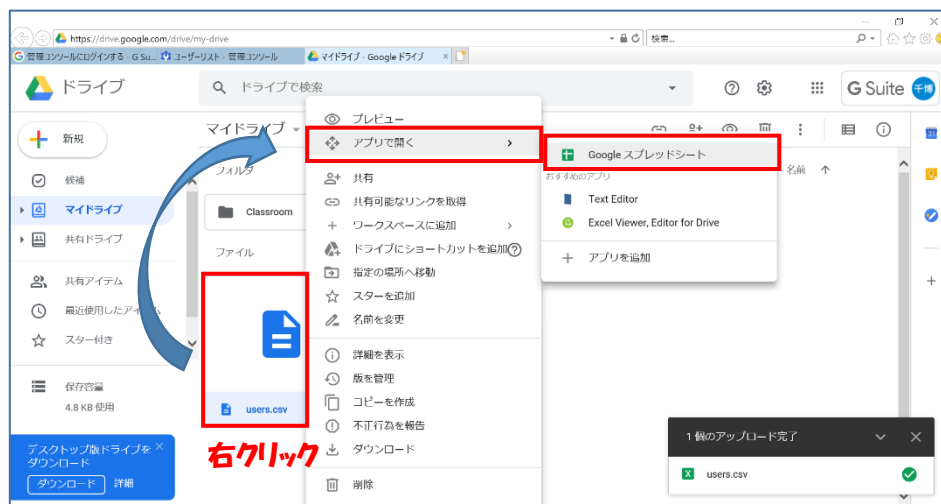 https://drive.google.com/drive/my-drive
検索...
管理コンソールにログインする - G Su...
ユーザーリスト - 管理コンソール
マイドライブ - Google ドライブ
ドライブ
ドライブで検索
G Suite
千博
新規
候補
マイドライブ
共有ドライブ
共有アイテム
最近使用したアイテム
スター付き
保存容量
4.8 KB 使用
デスクトップ版ドライブを
ダウンロード
ダウンロード
詳細
マイドライブ
フォルダ
名前
Classroom
ファイル
users.csv
右クリック
プレビュー
アプリで開く
共有
共有可能なリンクを取得
ワークスペースに追加
ドライブにショートカットを追加
指定の場所へ移動
スターを追加
名前を変更
詳細を表示
版を管理
コピーを作成
不正行為を報告
ダウンロード
削除
Google スプレッドシート
おすすめのアプリ
Text Editor
Excel Viewer, Editor for Drive
アプリを追加
1 個のアップロード完了
users.csv